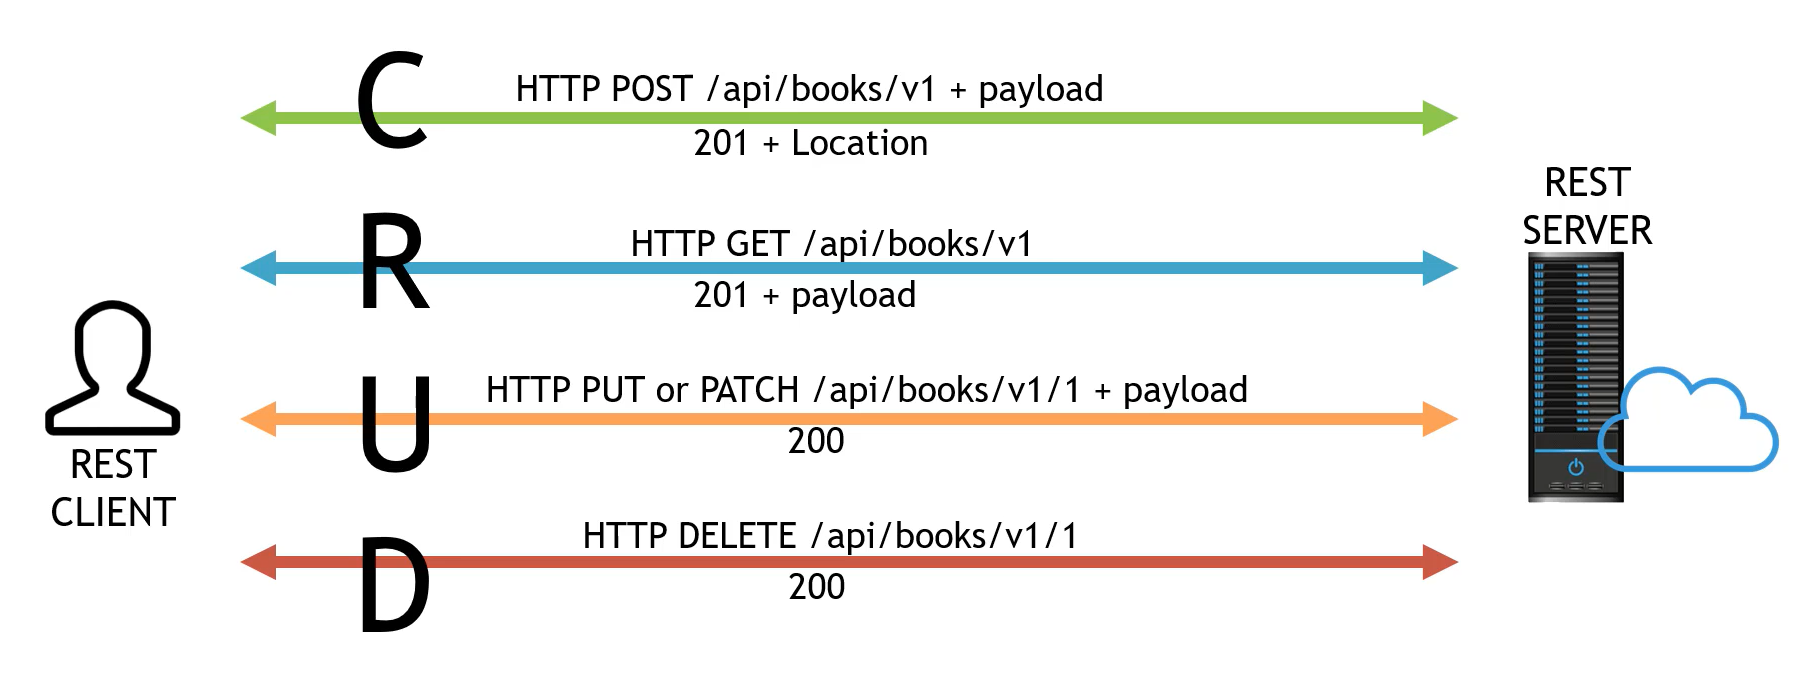 C
HTTP POST /api/books/v1 + payload
201 + Location
R
HTTP GET /api/books/v1
201 + payload
U
HTTP PUT or PATCH /api/books/v1/1 + payload
200
D
HTTP DELETE /api/books/v1/1
200
REST
CLIENT
REST
SERVER